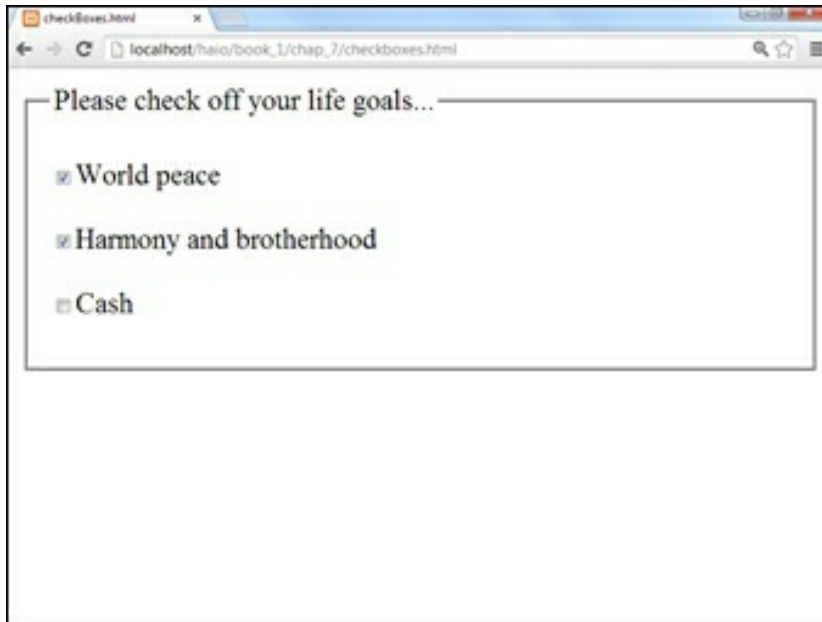 checkBoxes.html
localhost/haio/book_1/chap_7/checkboxes.html
Please check off your life goals...
World peace
Harmony and brotherhood
Cash